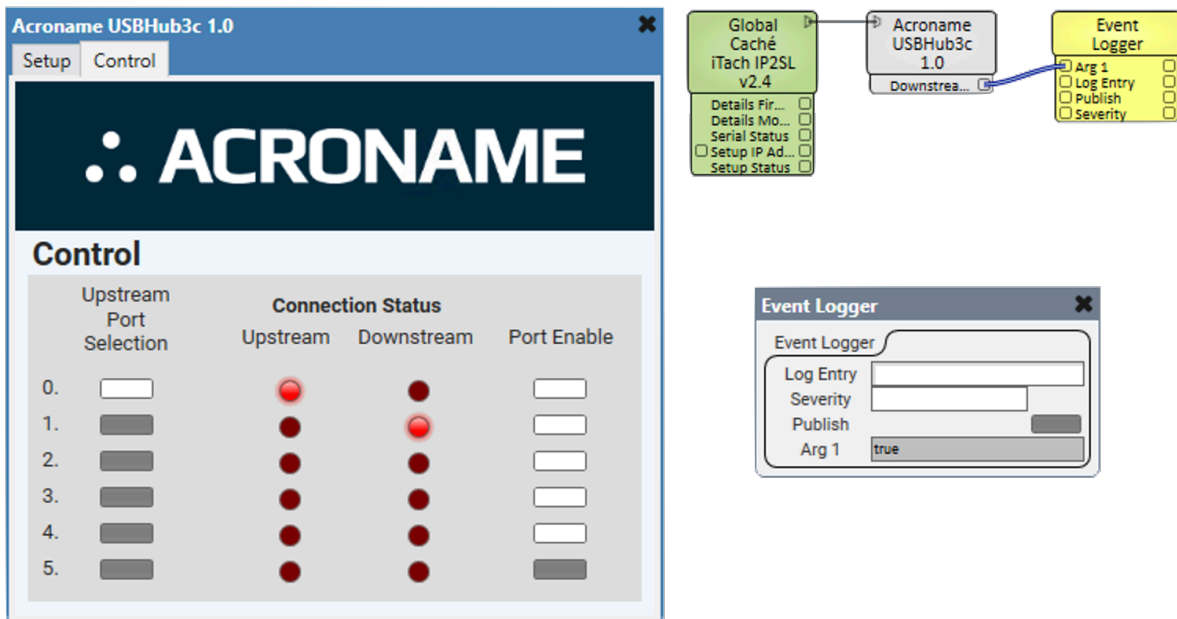 Acroname USBHub3c 1.0
Setup Control
ACRONAME
Control
Upstream
Port
Selection
Connection Status
Upstream Downstream
Port Enable
0.
1.
2.
3.
4.
5.
Global
Caché
iTach IP2SL
v2.4
Details Fir...
Details Mo...
Serial Status
Setup IP Ad...
Setup Status
Acroname
USBHub3c
1.0
Downstrea...
Event
Logger
Arg 1
Log Entry
Publish
Severity
Event Logger
Event Logger
Log Entry
Severity
Publish
Arg 1 true